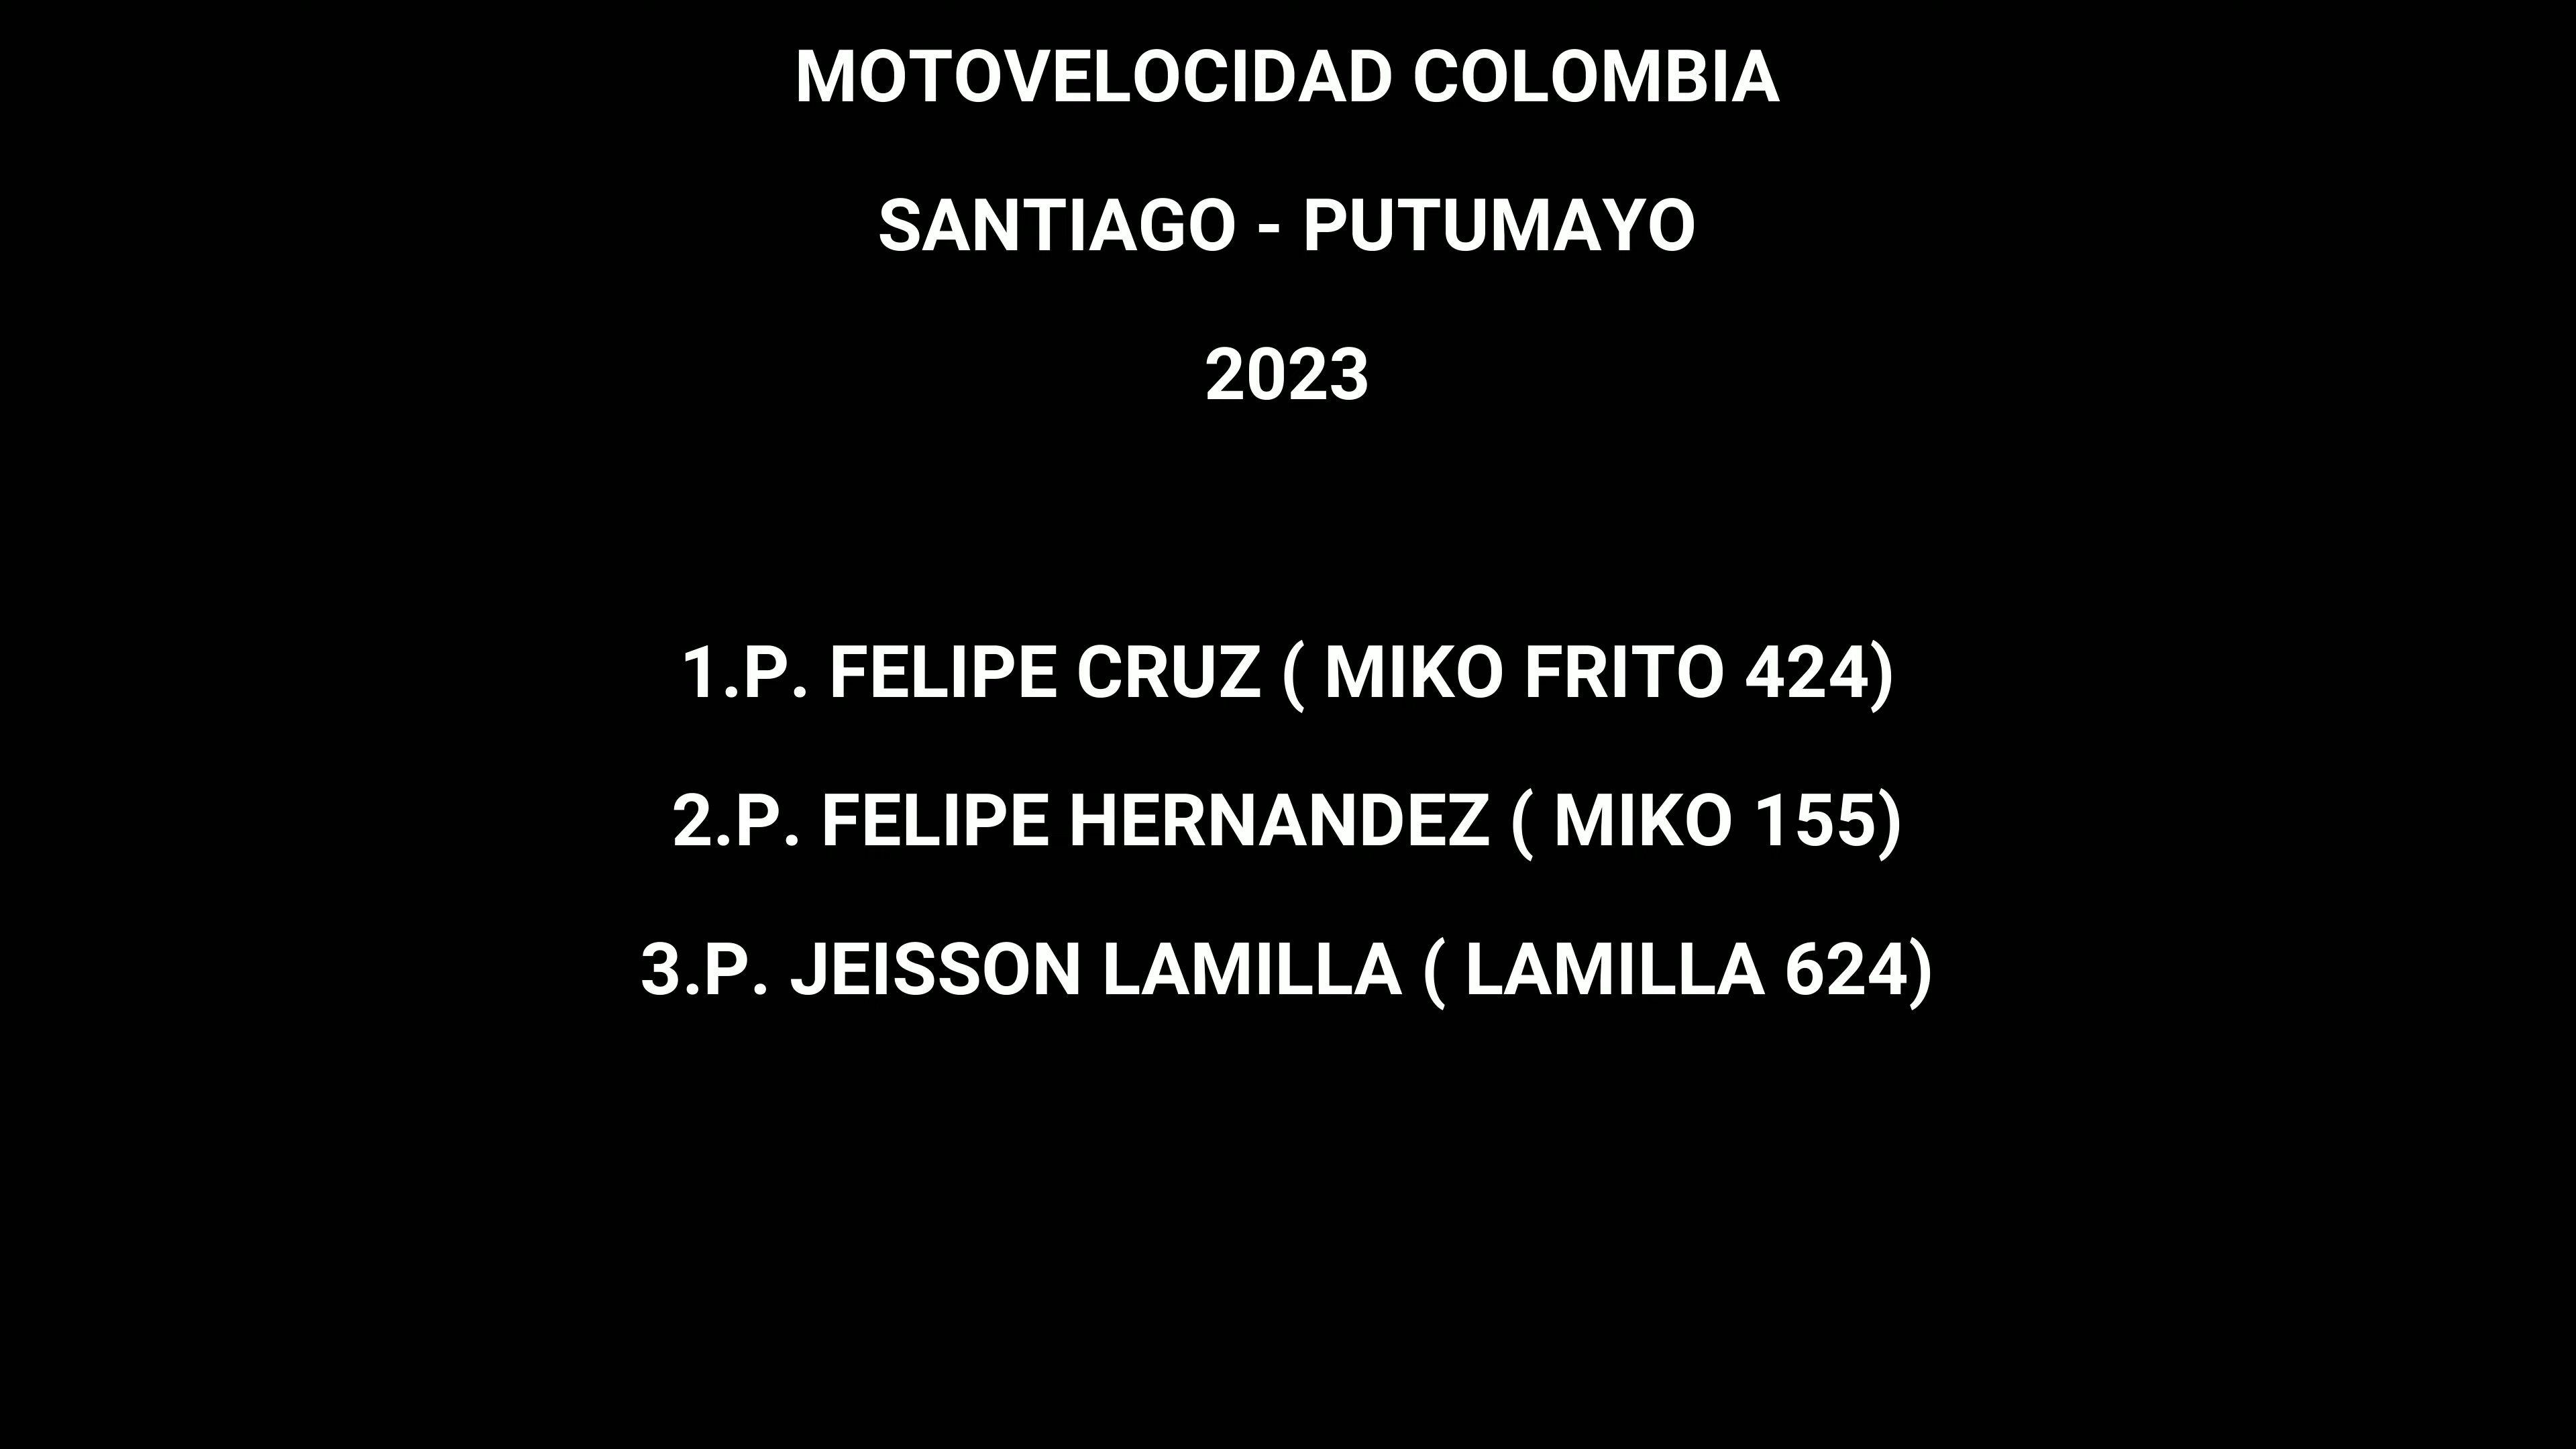 MOTOVELOCIDAD COLOMBIA
SANTIAGO - PUTUMAYO
2023
1.P. FELIPE CRUZ ( MIKO FRITO 424)
2.P. FELIPE HERNANDEZ ( MIKO 155)
3.P. JEISSON LAMILLA ( LAMILLA 624)